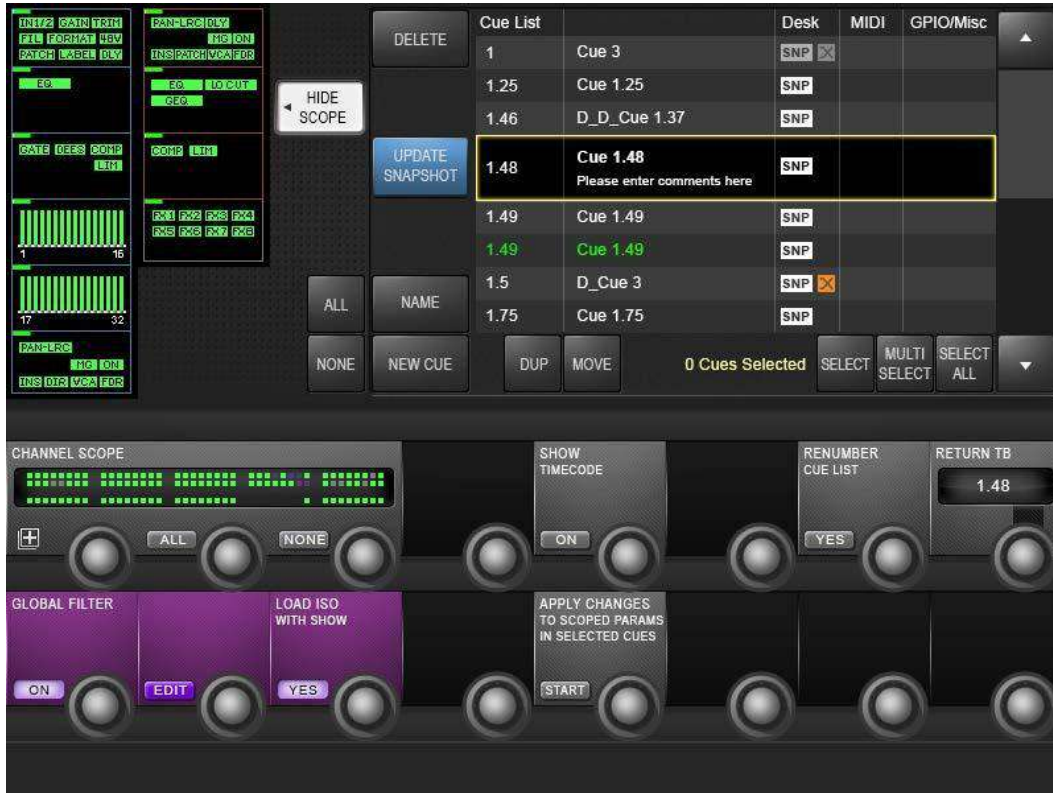 IN1/2 GAIN TRIM
FIL FORMAT 48V
PATCH LABEL DLY
PAN-LRC DLY
MG ON
INS PATCH VCA FDR
EQ
EQ LO CUT
GEQ
GATE DEES COMP
LIM
COMP LIM
1 16
FX1 FX2 FX3 FX4
FX5 FX6 FX7 FX8
17 32
PAN-LRC
MG ON
INS DIR VCA FDR
HIDE
SCOPE
ALL
NONE
DELETE
UPDATE
SNAPSHOT
NAME
NEW CUE
Cue List Desk MIDI GPIO/Misc
1 Cue 3 SNP
1.25 Cue 1.25 SNP
1.46 D_D_Cue 1.37 SNP
1.48 Cue 1.48 SNP
Please enter comments here
1.49 Cue 1.49 SNP
1.49 Cue 1.49 SNP
1.5 D_Cue 3 SNP
1.75 Cue 1.75 SNP
DUP
MOVE
0 Cues Selected
SELECT
MULTI
SELECT
SELECT
ALL
CHANNEL SCOPE
ALL
NONE
SHOW
TIMECODE
ON
RENUMBER
CUE LIST
YES
RETURN TB
1.48
GLOBAL FILTER
ON
EDIT
LOAD ISO
WITH SHOW
YES
APPLY CHANGES
TO SCOPED PARAMS
IN SELECTED CUES
START